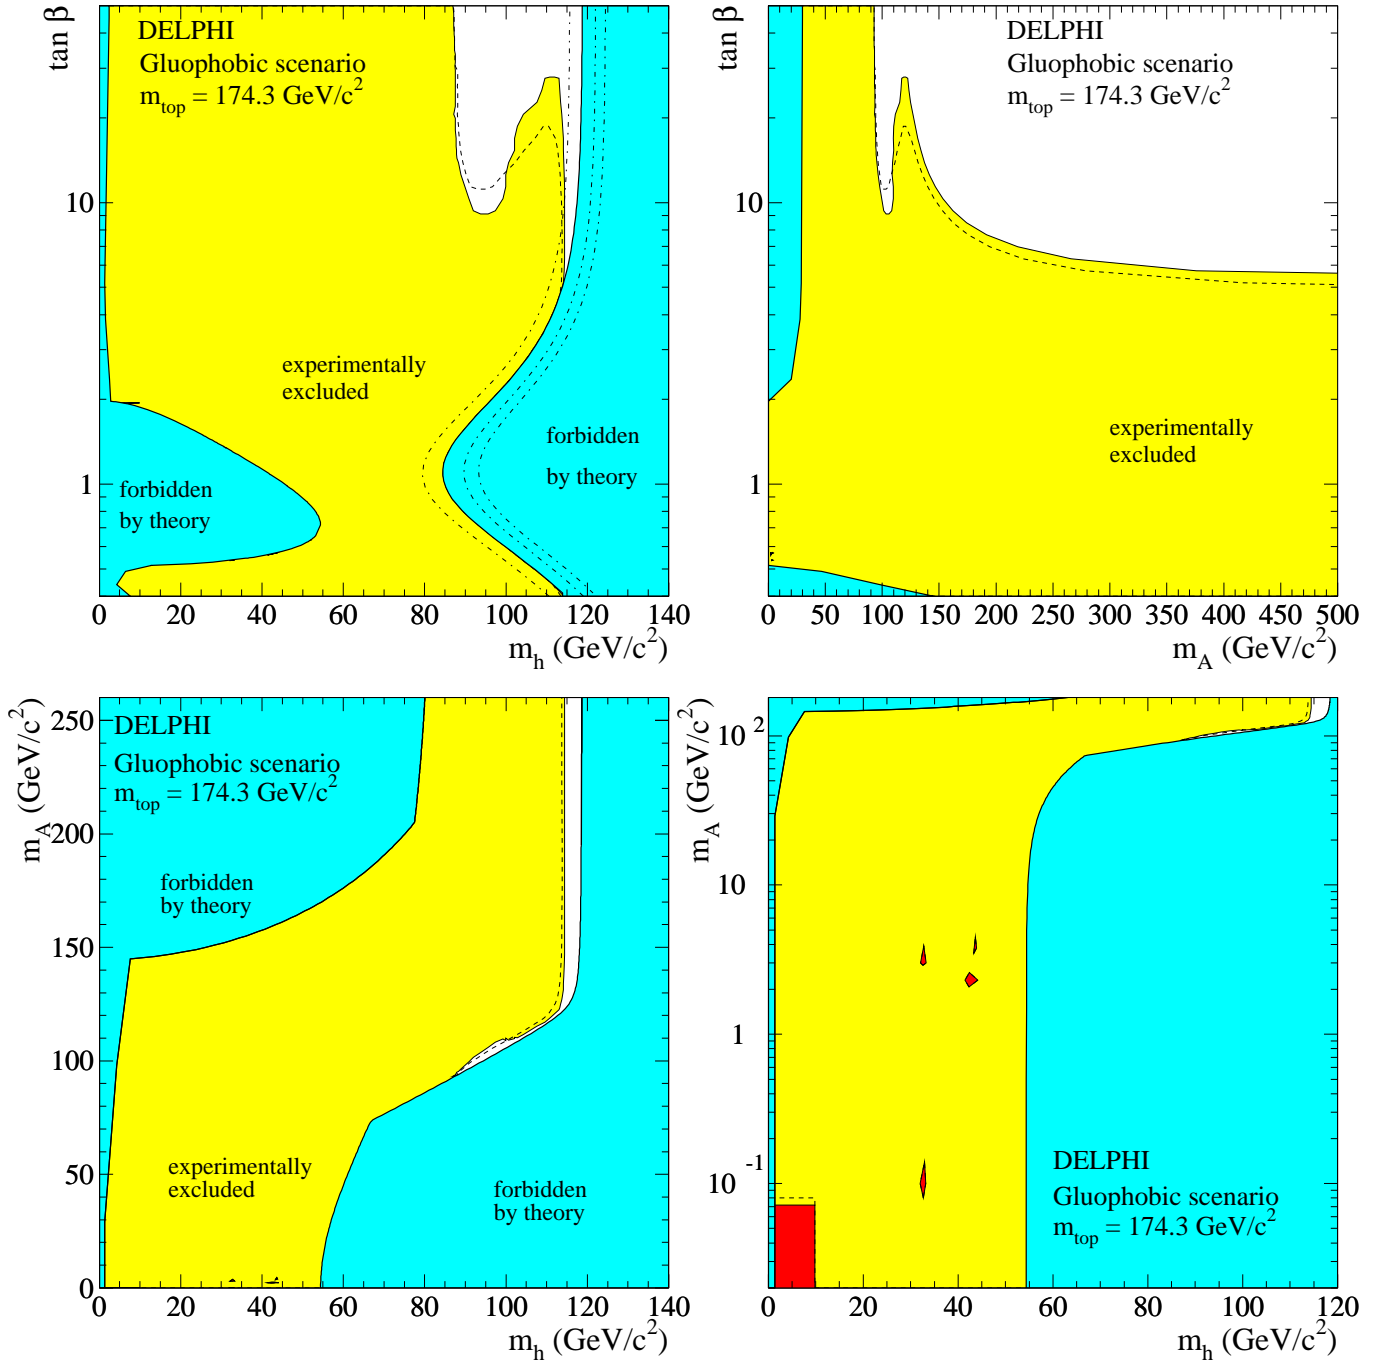 tan β
DELPHI
Gluophobic scenario
m_top = 174.3 GeV/c²
10
1
experimentally
excluded
forbidden
by theory
forbidden
by theory
0 20 40 60 80 100 120 140
m_h (GeV/c²)
tan β
DELPHI
Gluophobic scenario
m_top = 174.3 GeV/c²
10
1
experimentally
excluded
0 50 100 150 200 250 300 350 400 450 500
m_A (GeV/c²)
m_A (GeV/c²)
250
200
150
100
50
0
DELPHI
Gluophobic scenario
m_top = 174.3 GeV/c²
forbidden
by theory
experimentally
excluded
forbidden
by theory
0 20 40 60 80 100 120 140
m_h (GeV/c²)
m_A (GeV/c²)
10²
10
1
10⁻¹
DELPHI
Gluophobic scenario
m_top = 174.3 GeV/c²
0 20 40 60 80 100 120
m_h (GeV/c²)